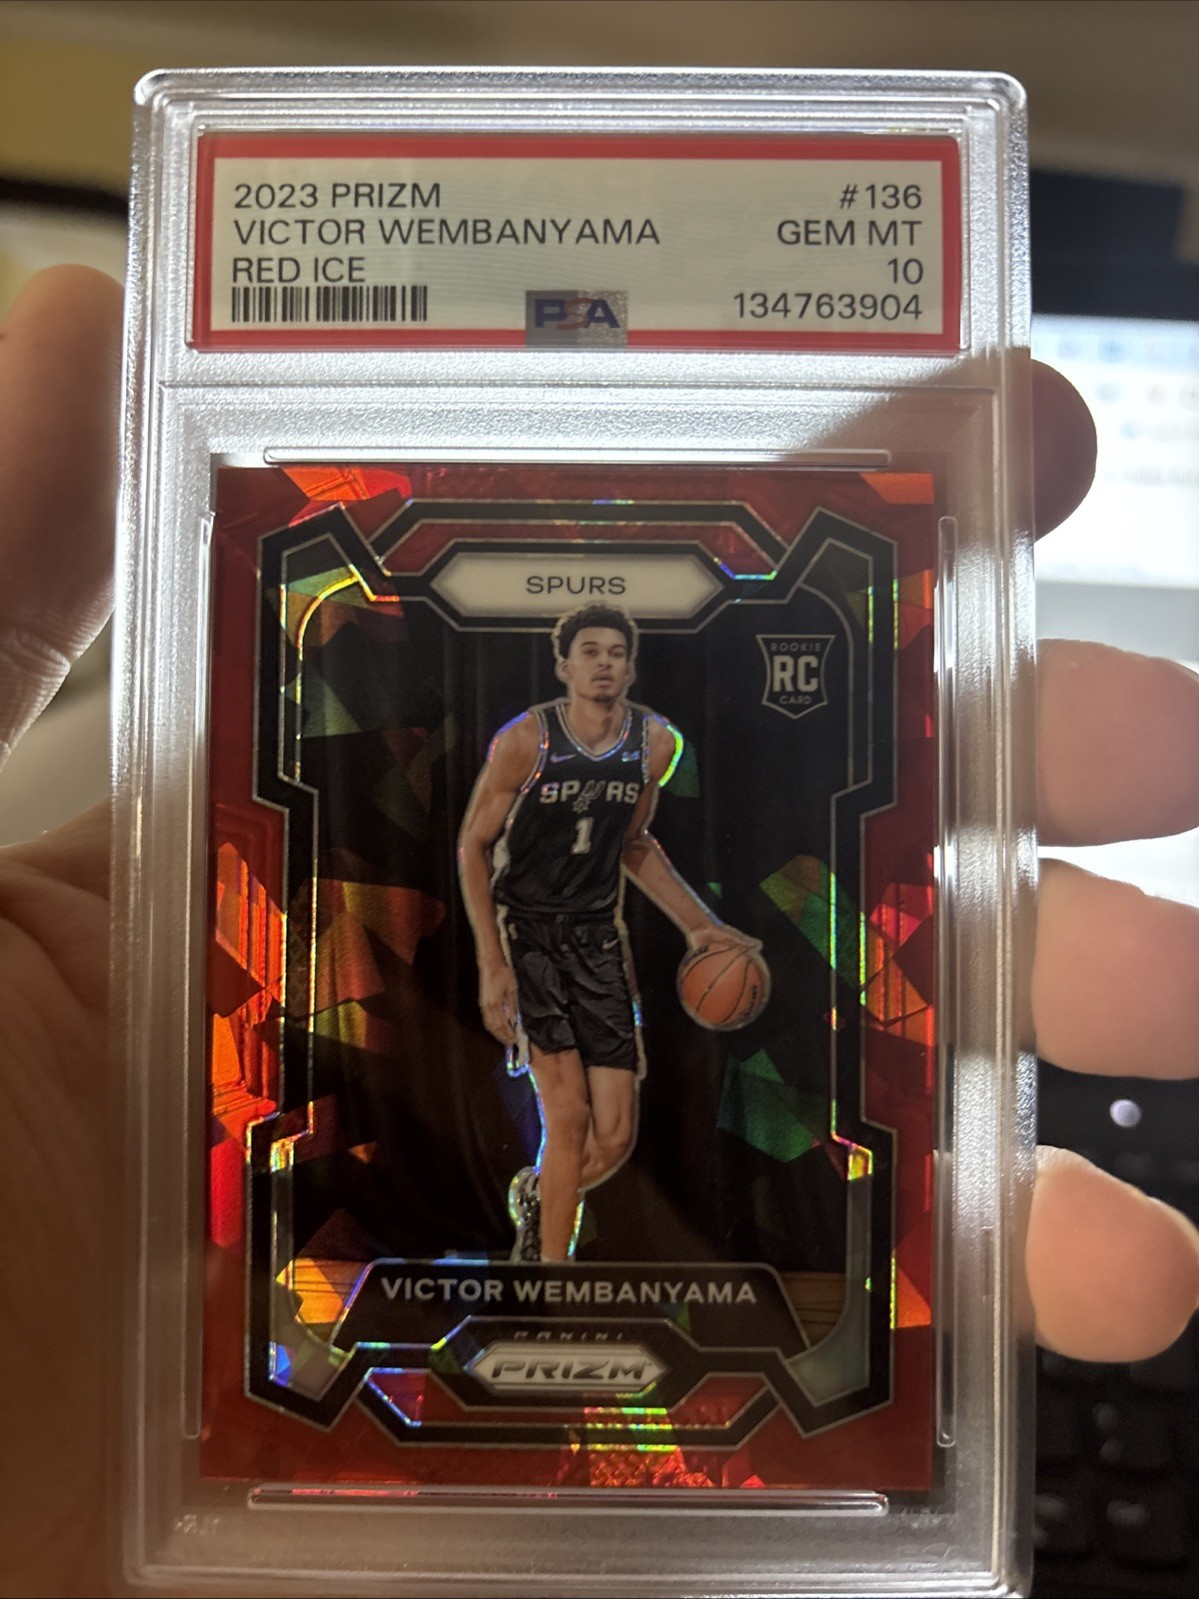 2023 PRIZM #136
VICTOR WEMBANYAMA GEM MT
RED ICE 10
PSA 134763904
SPURS
ROOKIE
RC
CARD
SPURS
1
VICTOR WEMBANYAMA
PANINI
PRIZM